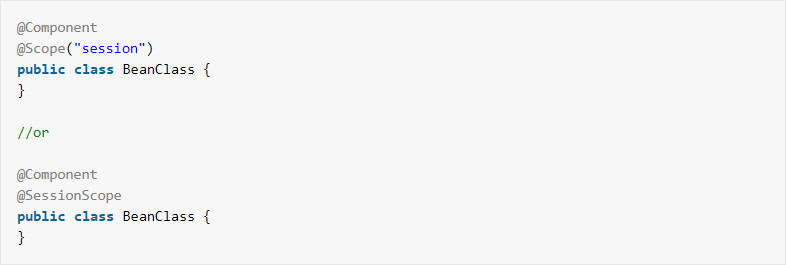 @Component
@Scope("session")
public class BeanClass {
}
//or
@Component
@SessionScope
public class BeanClass {
}